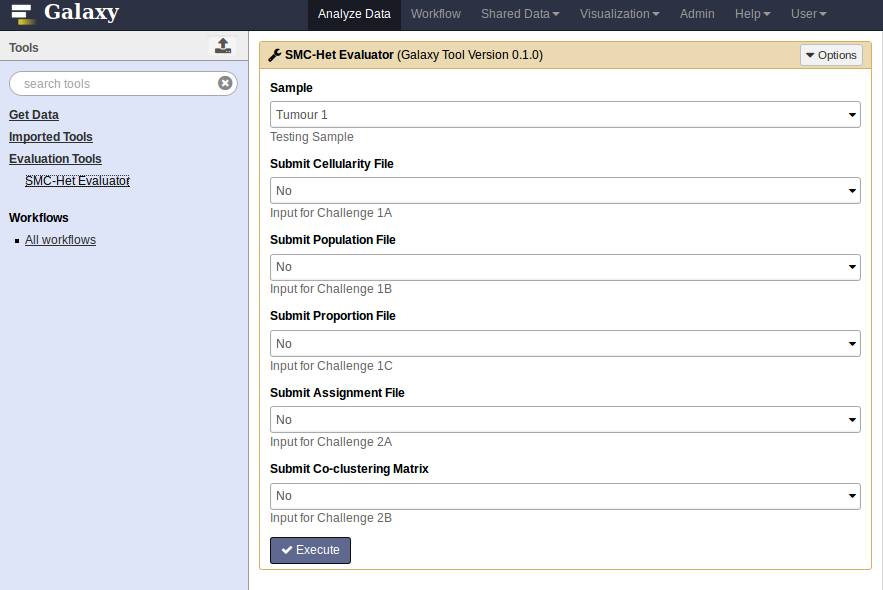 Galaxy
Analyze Data Workflow Shared Data Visualization Admin Help User
Tools
search tools
Get Data
Imported Tools
Evaluation Tools
SMC-Het Evaluator
Workflows
All workflows
SMC-Het Evaluator (Galaxy Tool Version 0.1.0)
Options
Sample
Tumour 1
Testing Sample
Submit Cellularity File
No
Input for Challenge 1A
Submit Population File
No
Input for Challenge 1B
Submit Proportion File
No
Input for Challenge 1C
Submit Assignment File
No
Input for Challenge 2A
Submit Co-clustering Matrix
No
Input for Challenge 2B
Execute